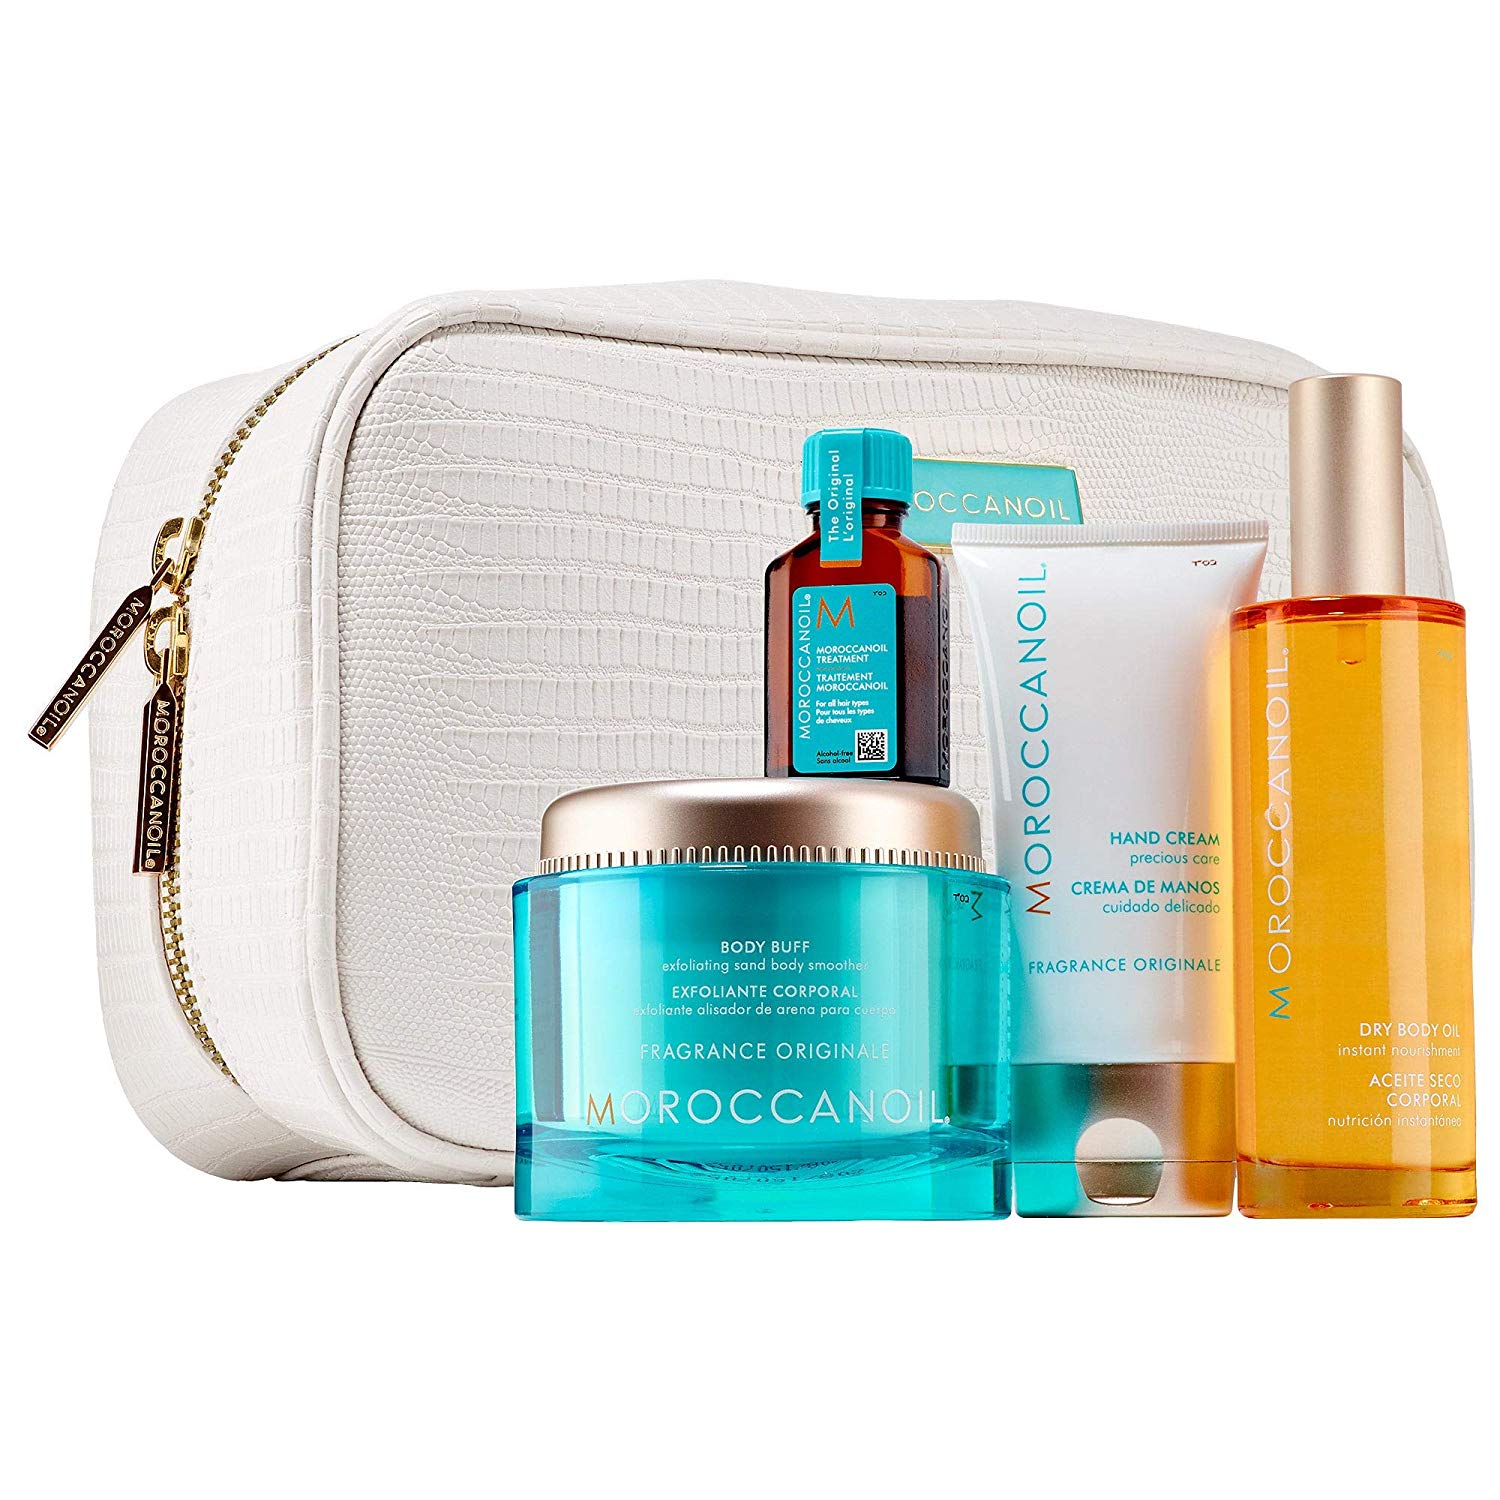 MOROCCANOIL®
MOROCCANOIL®
OCCANOIL
The Original
L'original
MOROCCANOIL®
M
MOROCCANOIL
TREATMENT
TRAITEMENT
MOROCCANOIL
For all hair types
Pour tous les types
de cheveux
Alcohol-free
Sans alcool
BODY BUFF
exfoliating sand body smoother
EXFOLIANTE CORPORAL
exfoliante alisador de arena para cuerpo
FRAGRANCE ORIGINALE
MOROCCANOIL®
MOROCCANOIL®
HAND CREAM
precious care
CREMA DE MANOS
cuidado delicado
FRAGRANCE ORIGINALE
MOROCCANOIL®
DRY BODY OIL
instant nourishment
ACEITE SECO
CORPORAL
nutrición instantánea